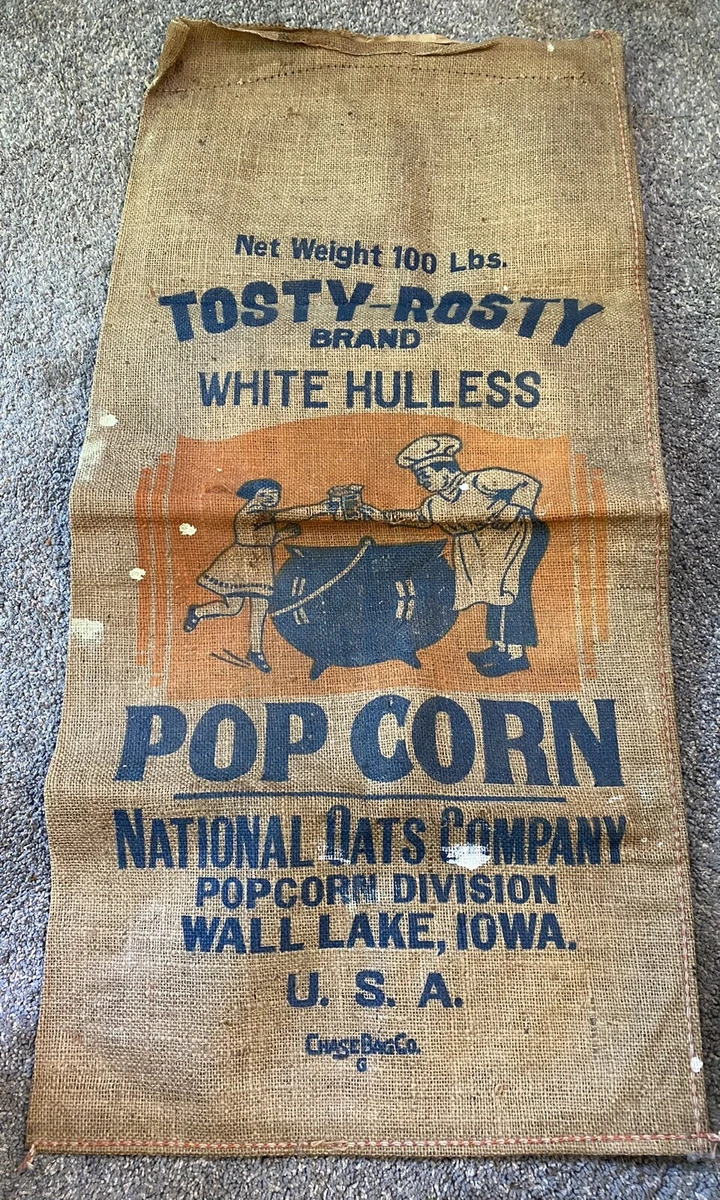 Net Weight 100 Lbs.
TOSTY-ROSTY
BRAND
WHITE HULLESS
POP CORN
NATIONAL OATS COMPANY
POPCORN DIVISION
WALL LAKE, IOWA.
U. S. A.
CHASE BAG CO.
G